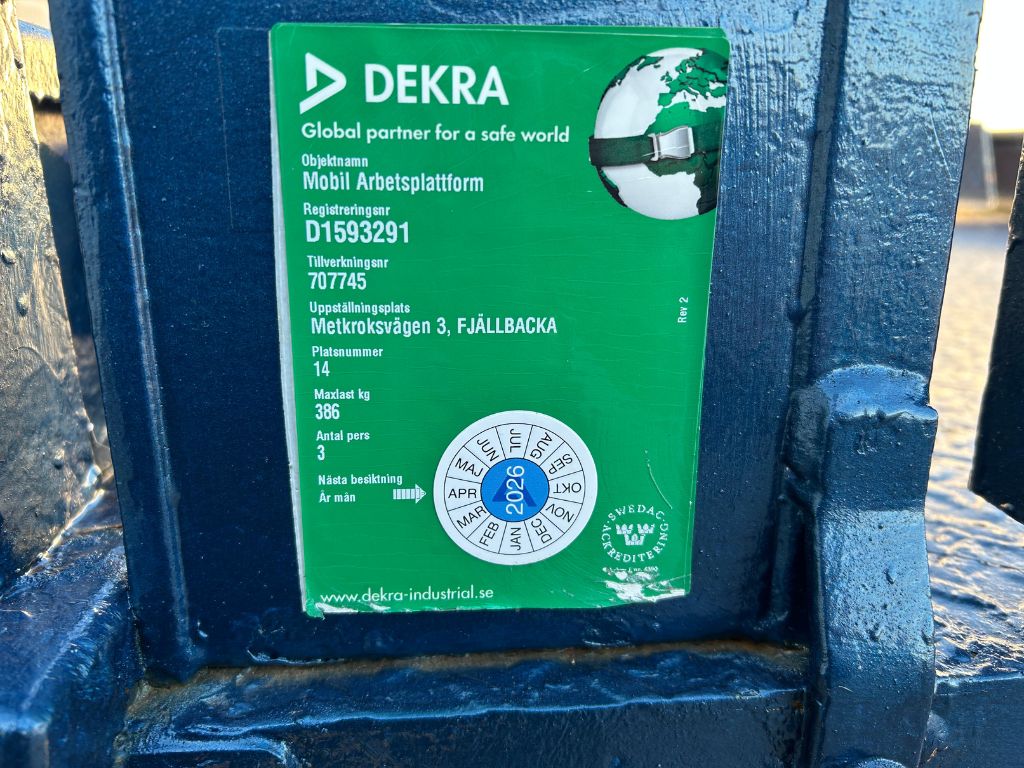 DEKRA
Global partner for a safe world
Objektnamn
Mobil Arbetsplattform
Registreringsnr
D1593291
Tillverkningsnr
707745
Uppställningsplats
Metkroksvägen 3, FJÄLLBACKA
Rev 2
Platsnummer
14
Maxlast kg
386
Antal pers
3
Nästa besiktning
År mån
JAN FEB MAR APR MAJ JUN JUL AUG SEP OKT NOV DEC
2026
SWEDAC
ACKREDITERING
www.dekra-industrial.se